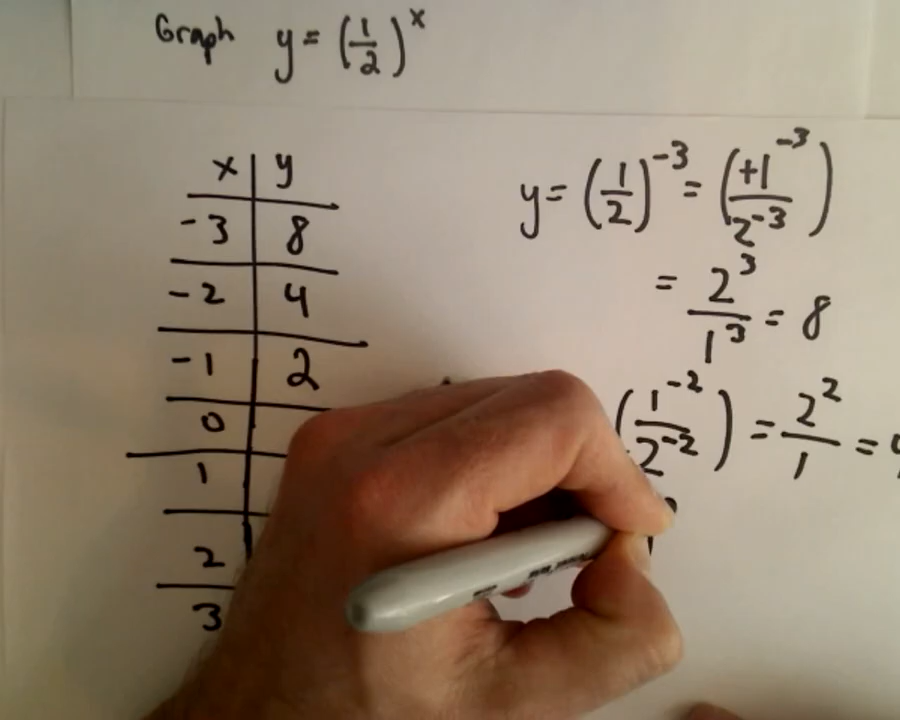 Graph y = (1/2)^x
x | y
-3 | 8
-2 | 4
-1 | 2
0
1
2
3
y = (1/2)^-3 = (+1^-3/2^-3)
= 2^3/1^3 = 8
(1^-2/2^-2) = 2^2/1 =